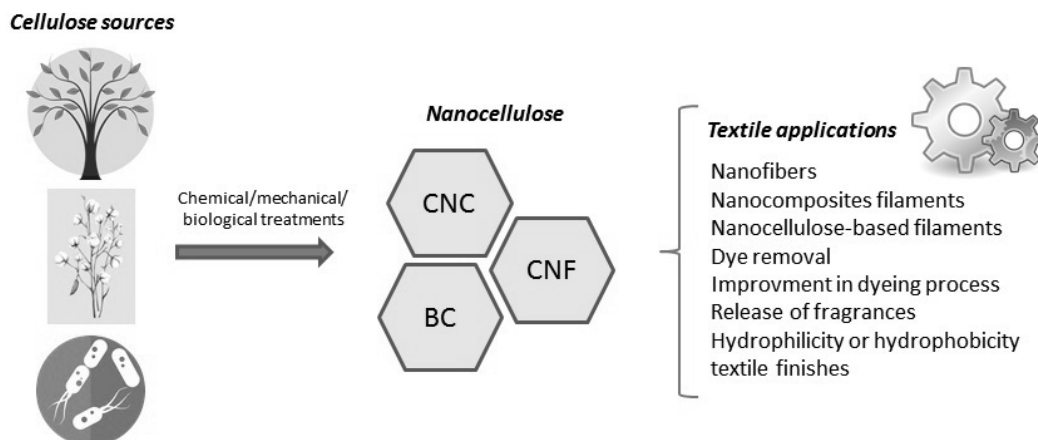 Cellulose sources
Chemical/mechanical/
biological treatments
Nanocellulose
CNC
CNF
BC
Textile applications
Nanofibers
Nanocomposites filaments
Nanocellulose-based filaments
Dye removal
Improvment in dyeing process
Release of fragrances
Hydrophilicity or hydrophobicity
textile finishes